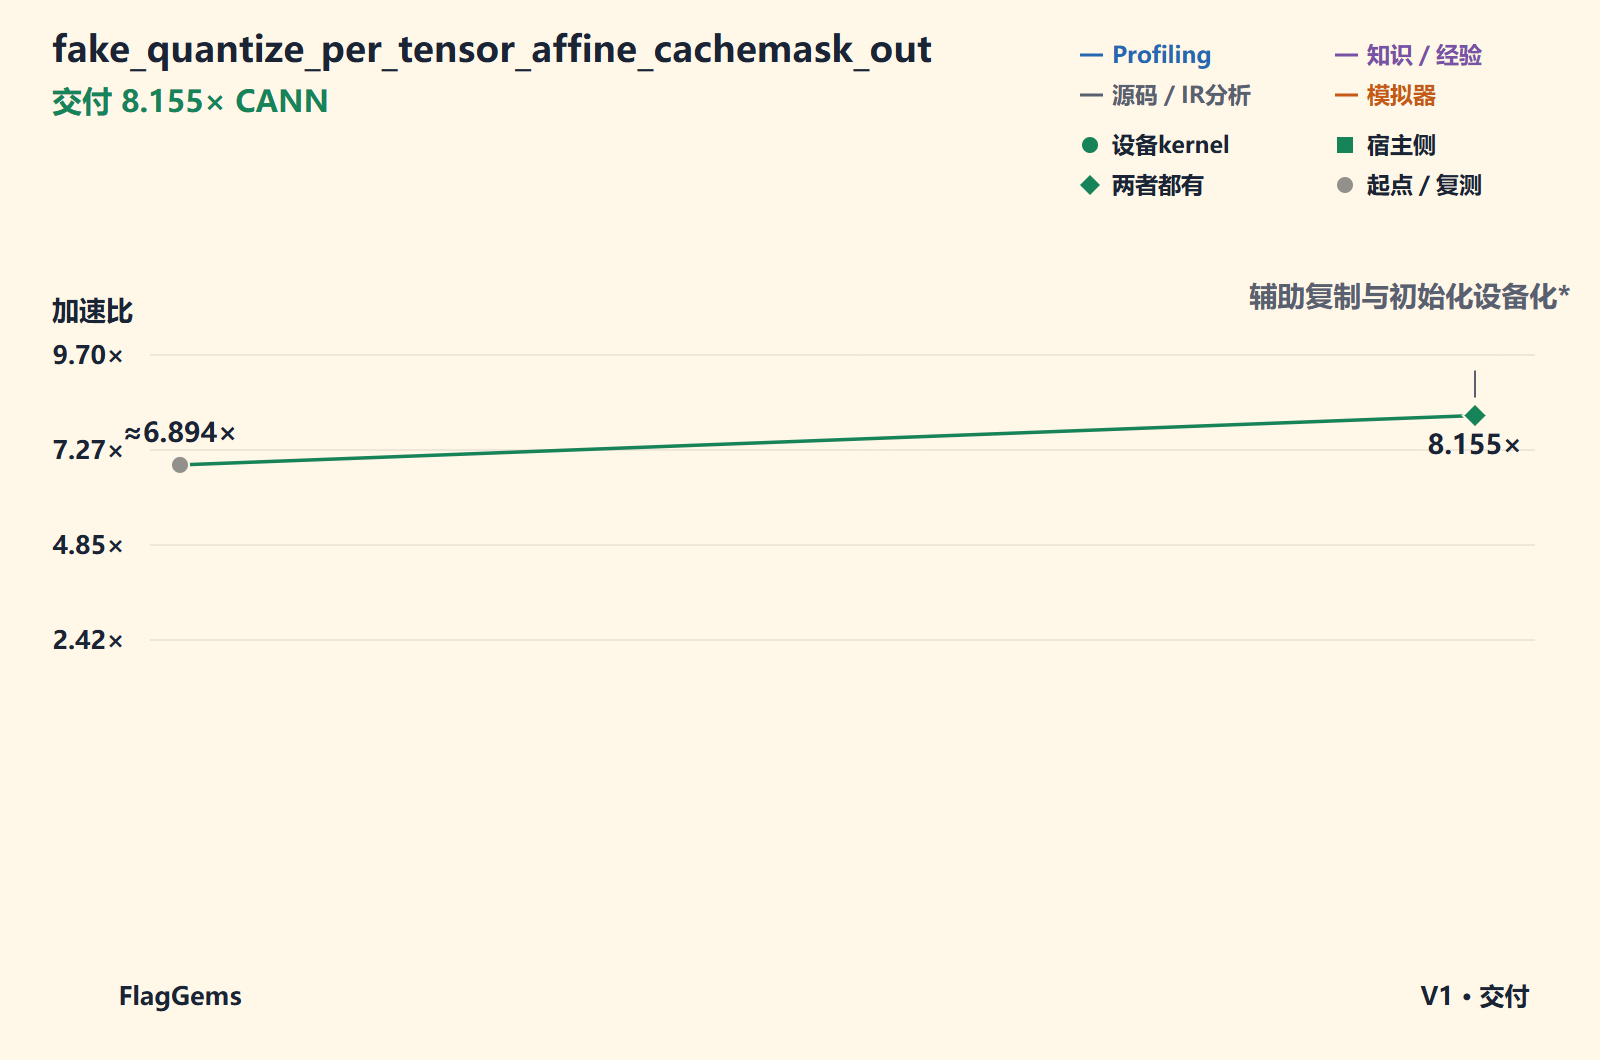 fake_quantize_per_tensor_affine_cachemask_out
交付 8.155× CANN
Profiling
知识 / 经验
源码 / IR分析
模拟器
设备kernel
宿主侧
两者都有
起点 / 复测
辅助复制与初始化设备化*
加速比
9.70×
≈6.894×
7.27×
8.155×
4.85×
2.42×
FlagGems
V1 • 交付